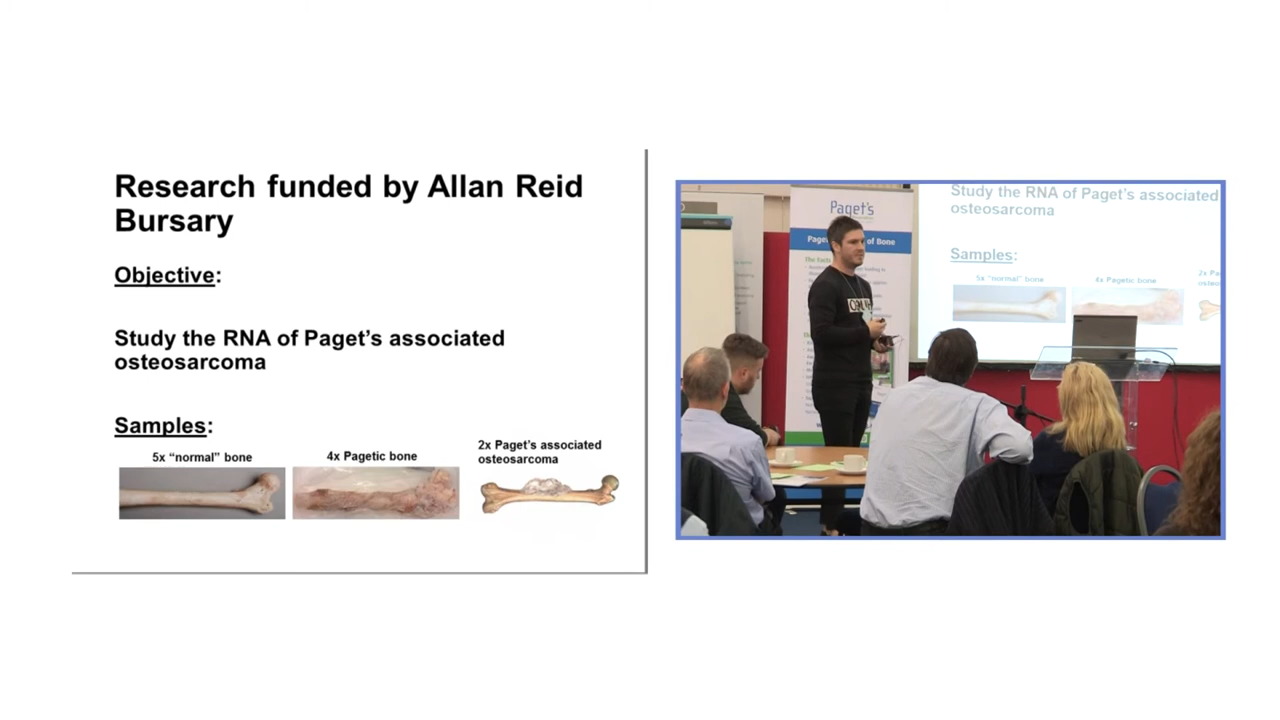 Research funded by Allan Reid
Bursary
Objective:
Study the RNA of Paget’s associated
osteosarcoma
Samples:
5x “normal” bone
4x Pagetic bone
2x Paget’s associated
osteosarcoma
Paget's
of Bone
Study the RNA of Paget’s associated
osteosarcoma
Samples:
5x “normal” bone
4x Pagetic bone